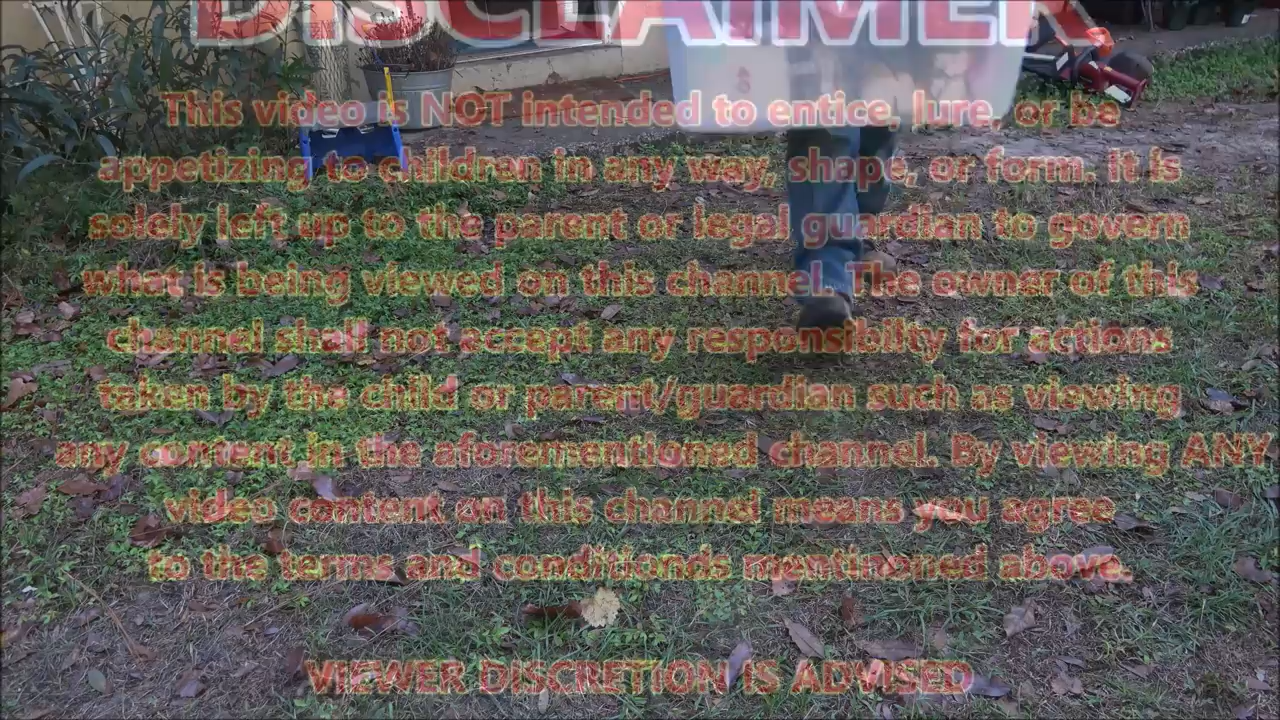 DISCLAIMER
This video is NOT intended to entice, lure, or be
appetizing to children in any way, shape, or form. it is
solely left up to the parent or legal guardian to govern
what is being viewed on this channel. The owner of this
channel shall not accept any responsibilty for actions
taken by the child or parent/guardian such as viewing
any content in the aforementioned channel. By viewing ANY
video content on this channel means you agree
to the terms and conditionds mentinoned above.
VIEWER DISCRETION IS ADVISED